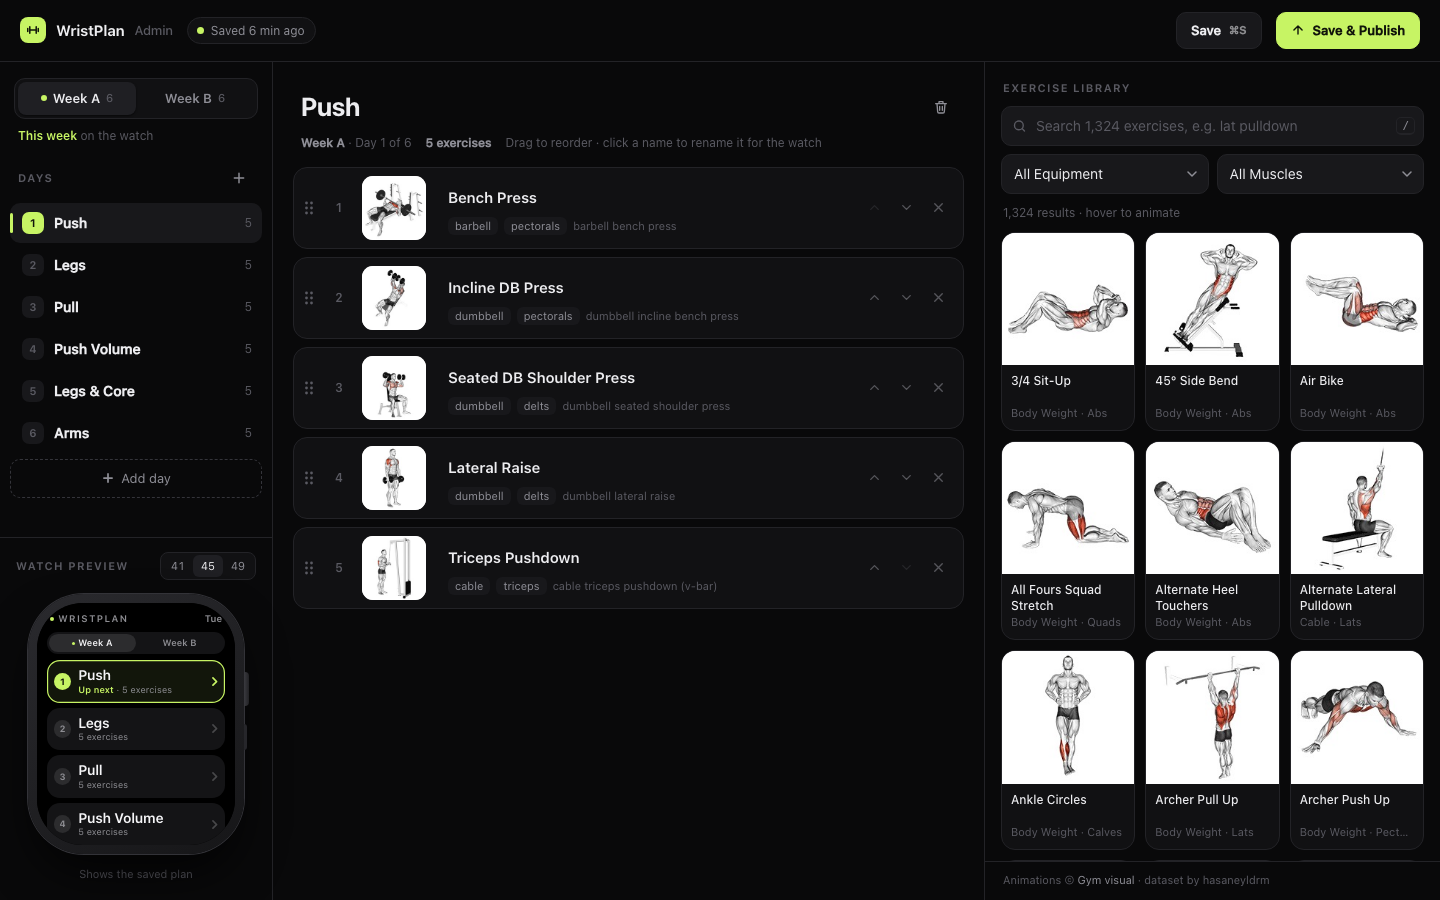 WristPlan Admin Saved 6 min ago
Save ⌘S
Save & Publish
Week A 6 Week B 6
This week on the watch
DAYS
1 Push 5
2 Legs 5
3 Pull 5
4 Push Volume 5
5 Legs & Core 5
6 Arms 5
+ Add day
WATCH PREVIEW 41 45 49
WRISTPLAN Tue
Week A Week B
1 Push
Up next · 5 exercises
2 Legs
5 exercises
3 Pull
5 exercises
4 Push Volume
5 exercises
Shows the saved plan
Push
Week A · Day 1 of 6 5 exercises Drag to reorder · click a name to rename it for the watch
1 Bench Press
barbell pectorals barbell bench press
2 Incline DB Press
dumbbell pectorals dumbbell incline bench press
3 Seated DB Shoulder Press
dumbbell delts dumbbell seated shoulder press
4 Lateral Raise
dumbbell delts dumbbell lateral raise
5 Triceps Pushdown
cable triceps cable triceps pushdown (v-bar)
EXERCISE LIBRARY
Search 1,324 exercises, e.g. lat pulldown /
All Equipment All Muscles
1,324 results · hover to animate
3/4 Sit-Up
Body Weight · Abs
45° Side Bend
Body Weight · Abs
Air Bike
Body Weight · Abs
All Fours Squad
Stretch
Body Weight · Quads
Alternate Heel
Touchers
Body Weight · Abs
Alternate Lateral
Pulldown
Cable · Lats
Ankle Circles
Body Weight · Calves
Archer Pull Up
Body Weight · Lats
Archer Push Up
Body Weight · Pect...
Animations © Gym visual · dataset by hasaneyldrm